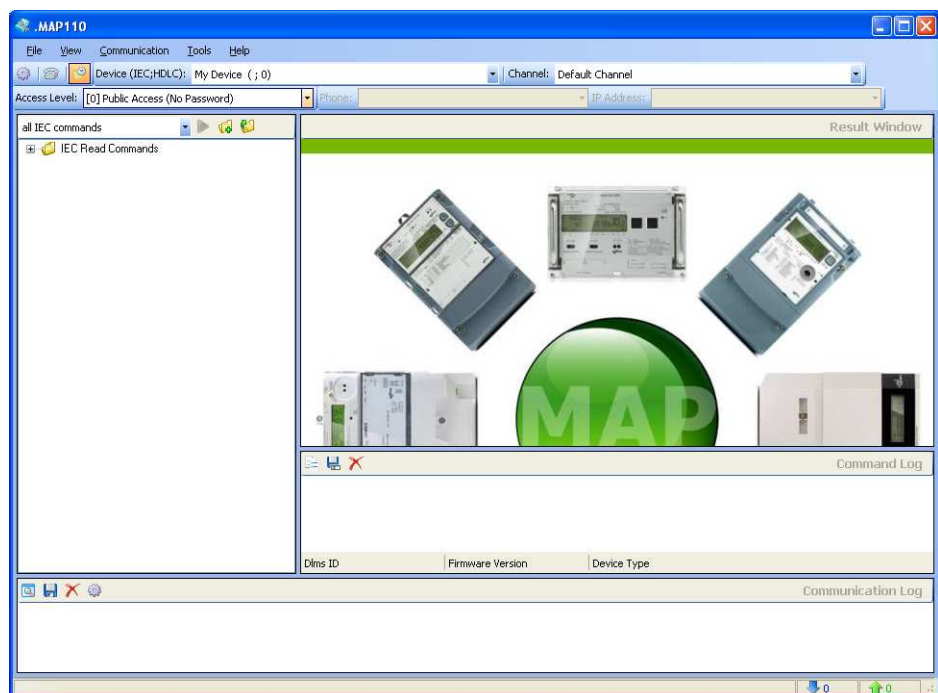 .MAP110
File View Communication Tools Help
Device (IEC;HDLC): My Device ( ; 0) Channel: Default Channel
Access Level: [0] Public Access (No Password) Phone: IP Address:
all IEC commands
Result Window
IEC Read Commands
MAP
Command Log
Dlms ID Firmware Version Device Type
Communication Log
0 0